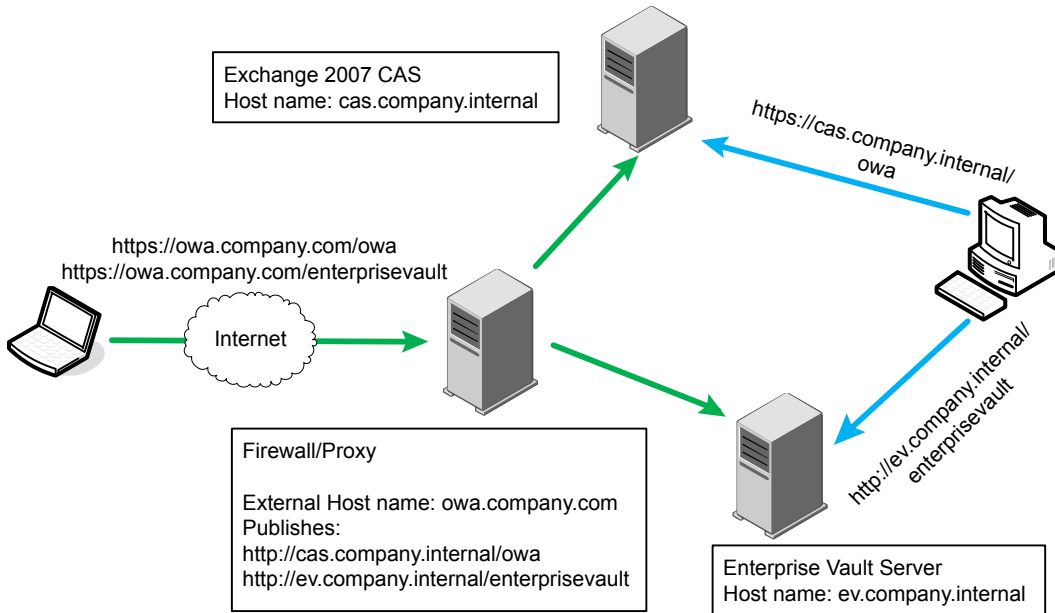 Exchange 2007 CAS
Host name: cas.company.internal
https://cas.company.internal/
owa
https://owa.company.com/owa
https://owa.company.com/enterprisevault
Internet
http://ev.company.internal/
enterprisevault
Firewall/Proxy
External Host name: owa.company.com
Publishes:
http://cas.company.internal/owa
http://ev.company.internal/enterprisevault
Enterprise Vault Server
Host name: ev.company.internal